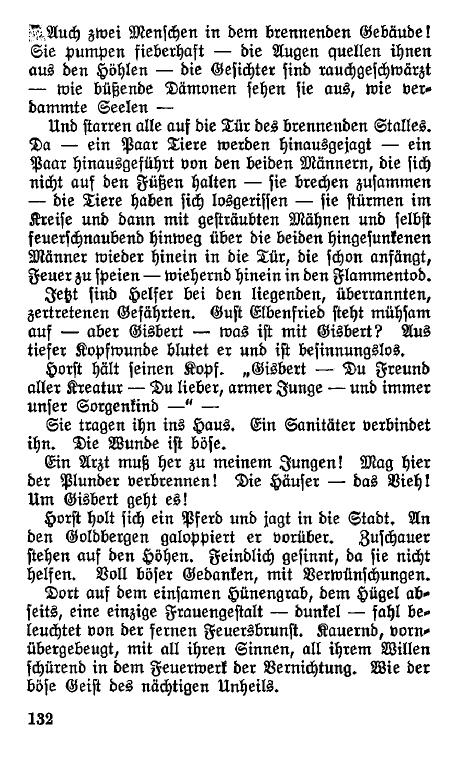 Auch zwei Menschen in dem brennenden Gebäude!
Sie pumpen fieberhaft — die Augen quellen ihnen
aus den Höhlen — die Gesichter sind rauchgeschwärzt
— wie büßende Dämonen sehen sie aus, wie ver-
dammte Seelen —
Und starren alle auf die Tür des brennenden Stalles.
Da — ein Paar Tiere werden hinausgejagt — ein
Paar hinausgeführt von den beiden Männern, die sich
nicht auf den Füßen halten — sie brechen zusammen
— die Tiere haben sich losgerissen — sie stürmen im
Kreise und dann mit gesträubten Mähnen und selbst
feuerschnaubend hinweg über die beiden hingesunkenen
Männer wieder hinein in die Tür, die schon anfängt,
Feuer zu speien — wiehernd hinein in den Flammentod.
Jetzt sind Helfer bei den liegenden, überrannten,
zertretenen Gefährten. Gust Elbenfried steht mühsam
auf — aber Gisbert — was ist mit Gisbert? Aus
tiefer Kopfwunde blutet er und ist besinnungslos.
Horst hält seinen Kopf. „Gisbert — Du Freund
aller Kreatur — Du lieber, armer Junge — und immer
unser Sorgenkind —“ —
Sie tragen ihn ins Haus. Ein Sanitäter verbindet
ihn. Die Wunde ist böse.
Ein Arzt muß her zu meinem Jungen! Mag hier
der Plunder verbrennen! Die Häuser — das Vieh!
Um Gisbert geht es!
Horst holt sich ein Pferd und jagt in die Stadt. An
den Goldbergen galoppiert er vorüber. Zuschauer
stehen auf den Höhen. Feindlich gesinnt, da sie nicht
helfen. Voll böser Gedanken, mit Verwünschungen.
Dort auf dem einsamen Hünengrab, dem Hügel ab-
seits, eine einzige Frauengestalt — dunkel — fahl be-
leuchtet von der fernen Feuersbrunst. Kauernd, vorn-
übergebeugt, mit all ihren Sinnen, all ihrem Willen
schürend in dem Feuerwerk der Vernichtung. Wie der
böse Geist des nächtigen Unheils.
132